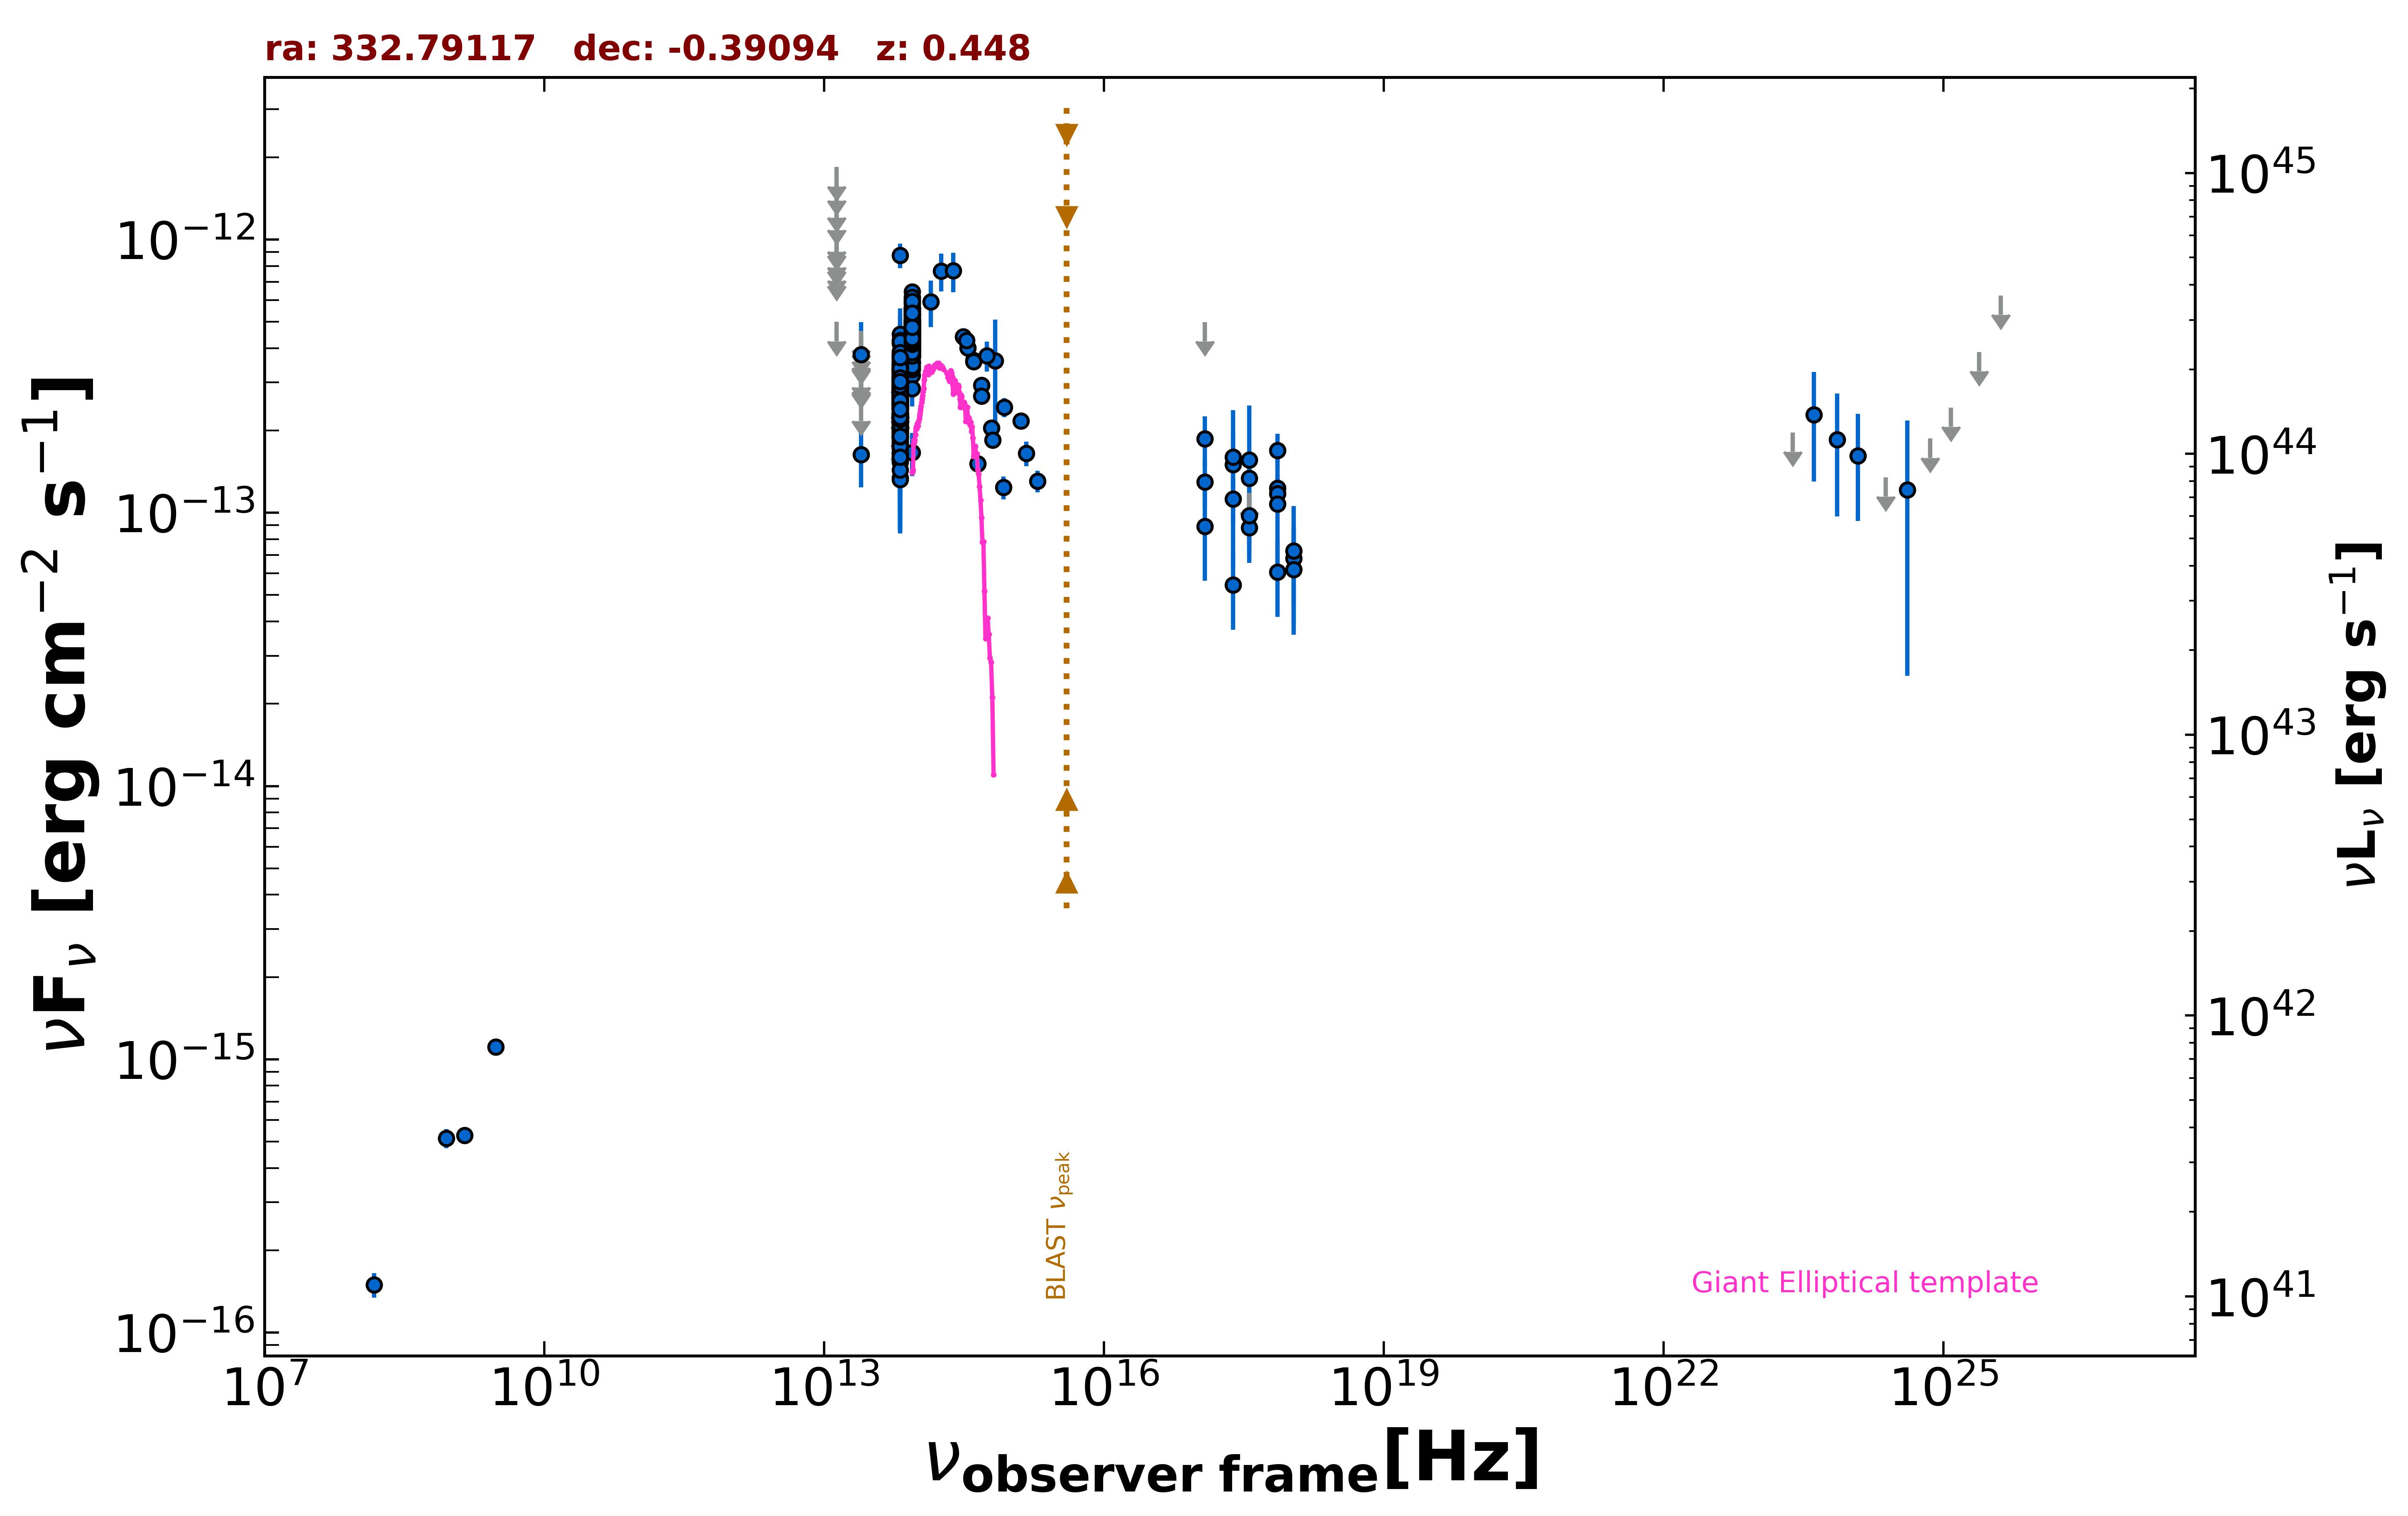 ra: 332.79117 dec: -0.39094 z: 0.448
νF_ν [erg cm^−2 s^−1]
10^−12
10^−13
10^−14
10^−15
10^−16
10^45
10^44
10^43
10^42
10^41
νL_ν [erg s^−1]
BLAST ν_peak
Giant Elliptical template
10^7 10^10 10^13 10^16 10^19 10^22 10^25
ν_observer frame [Hz]